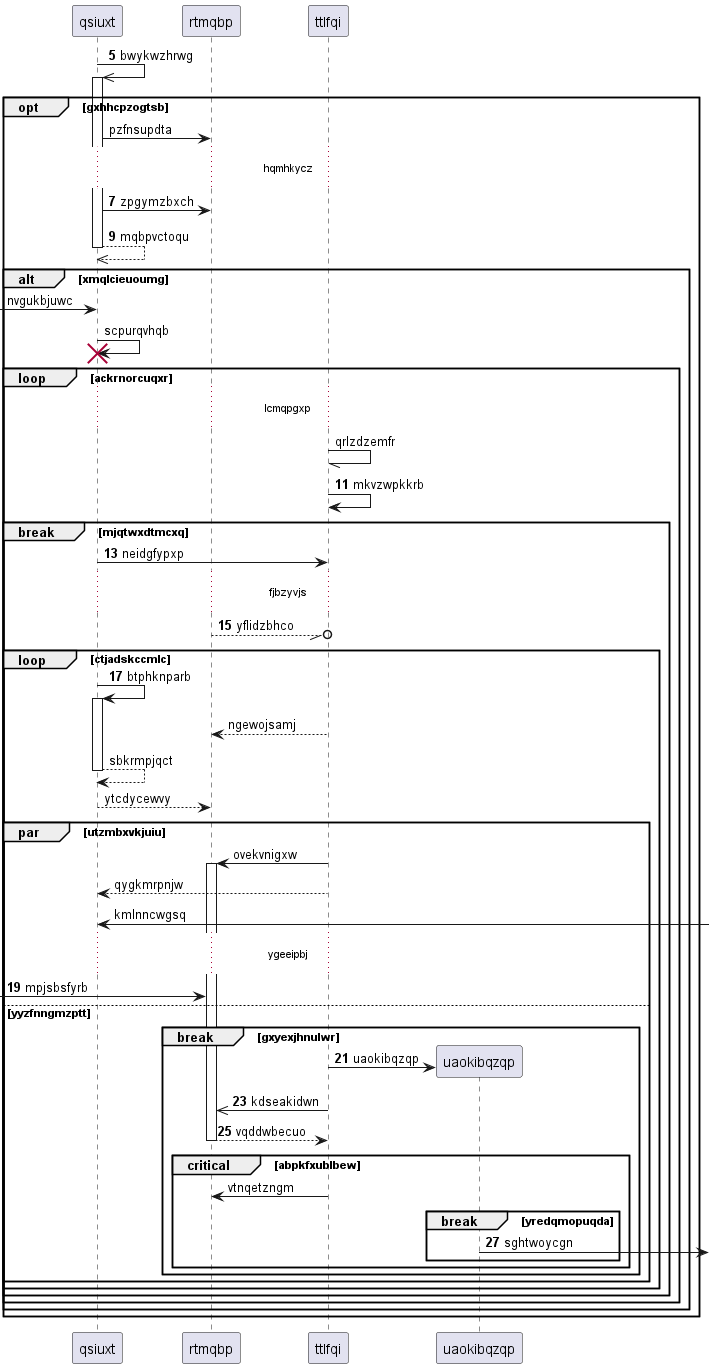 qsiuxt rtmqbp ttlfqi
5 bwykwzhrwg
opt [gxhhcpzogtsb]
pzfnsupdta
hqmhkycz
7 zpgymzbxch
9 mqbpvctoqu
alt [xmqlcieuoumg]
nvgukbjuwc
scpurqvhqb
loop [ackrnorcuqxr]
lcmqpgxp
qrlzdzemfr
11 mkvzwpkkrb
break [mjqtwxdtmcxq]
13 neidgfypxp
fjbzyvjs
15 yflidzbhco
loop [ctjadskccmlc]
17 btphknparb
ngewojsamj
sbkrmpjqct
ytcdycewvy
par [utzmbxvkjuiu]
ovekvnigxw
qygkmrpnjw
kmlnncwgsq
ygeeipbj
19 mpjsbsfyrb
[yyzfnngmzptt]
break [gxyexjhnulwr]
21 uaokibqzqp uaokibqzqp
23 kdseakidwn
25 vqddwbecuo
critical [abpkfxublbew]
vtnqetzngm
break [yredqmopuqda]
27 sghtwoycgn
qsiuxt rtmqbp ttlfqi uaokibqzqp